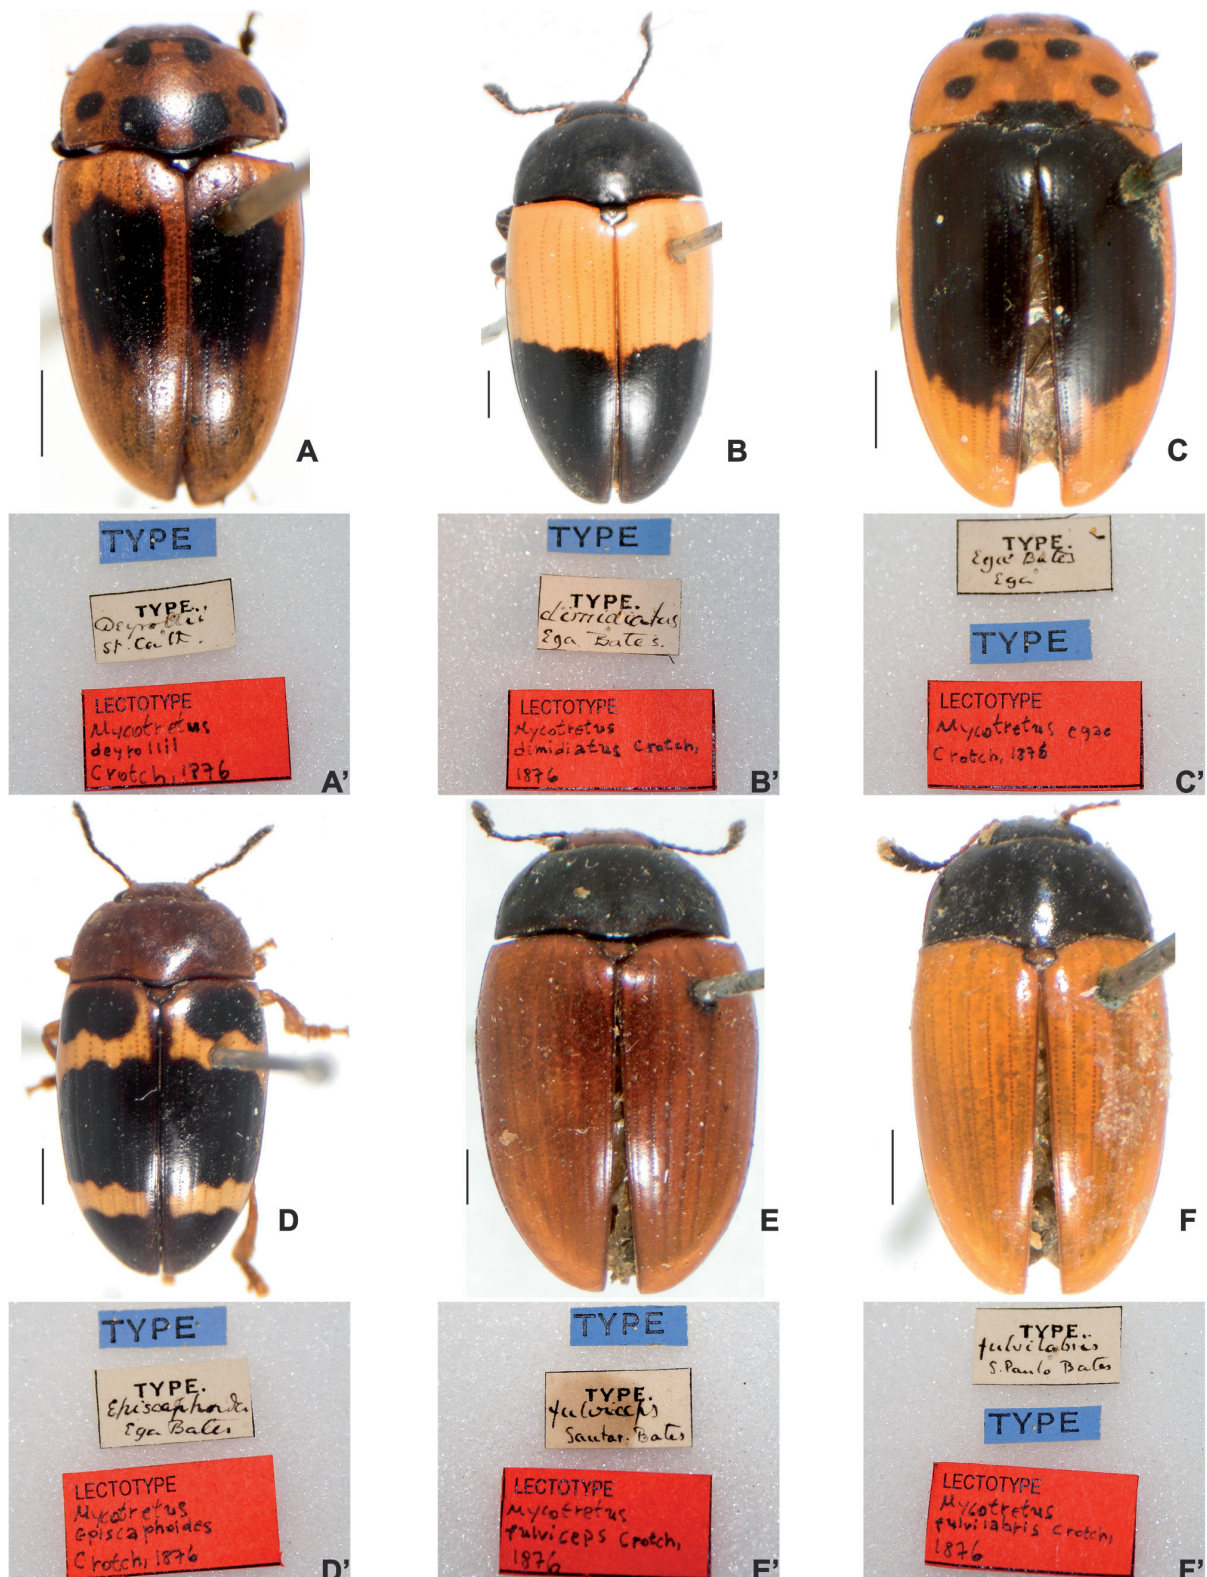 A
B
C
TYPE
TYPE.
Deyrollii
st. Catt.
LECTOTYPE
Mycotretus
deyrollii
Crotch, 1876
A'
TYPE
TYPE.
dimidiatus
Ega. Bates.
LECTOTYPE
Mycotretus
dimidiatus Crotch,
1876
B'
TYPE.
Egae Bates
Ega
TYPE
LECTOTYPE
Mycotretus egae
Crotch, 1876
C'
D
E
F
TYPE
TYPE.
Episcaphoides
Ega Bates
LECTOTYPE
Mycotretus
episcaphoides
Crotch, 1876
D'
TYPE
TYPE.
fulviceps
Santar. Bates
LECTOTYPE
Mycotretus
fulviceps Crotch,
1876
E'
TYPE.
fulvilabris
S. Paulo Bates
TYPE
LECTOTYPE
Mycotretus
fulvilabris Crotch,
1876
F'